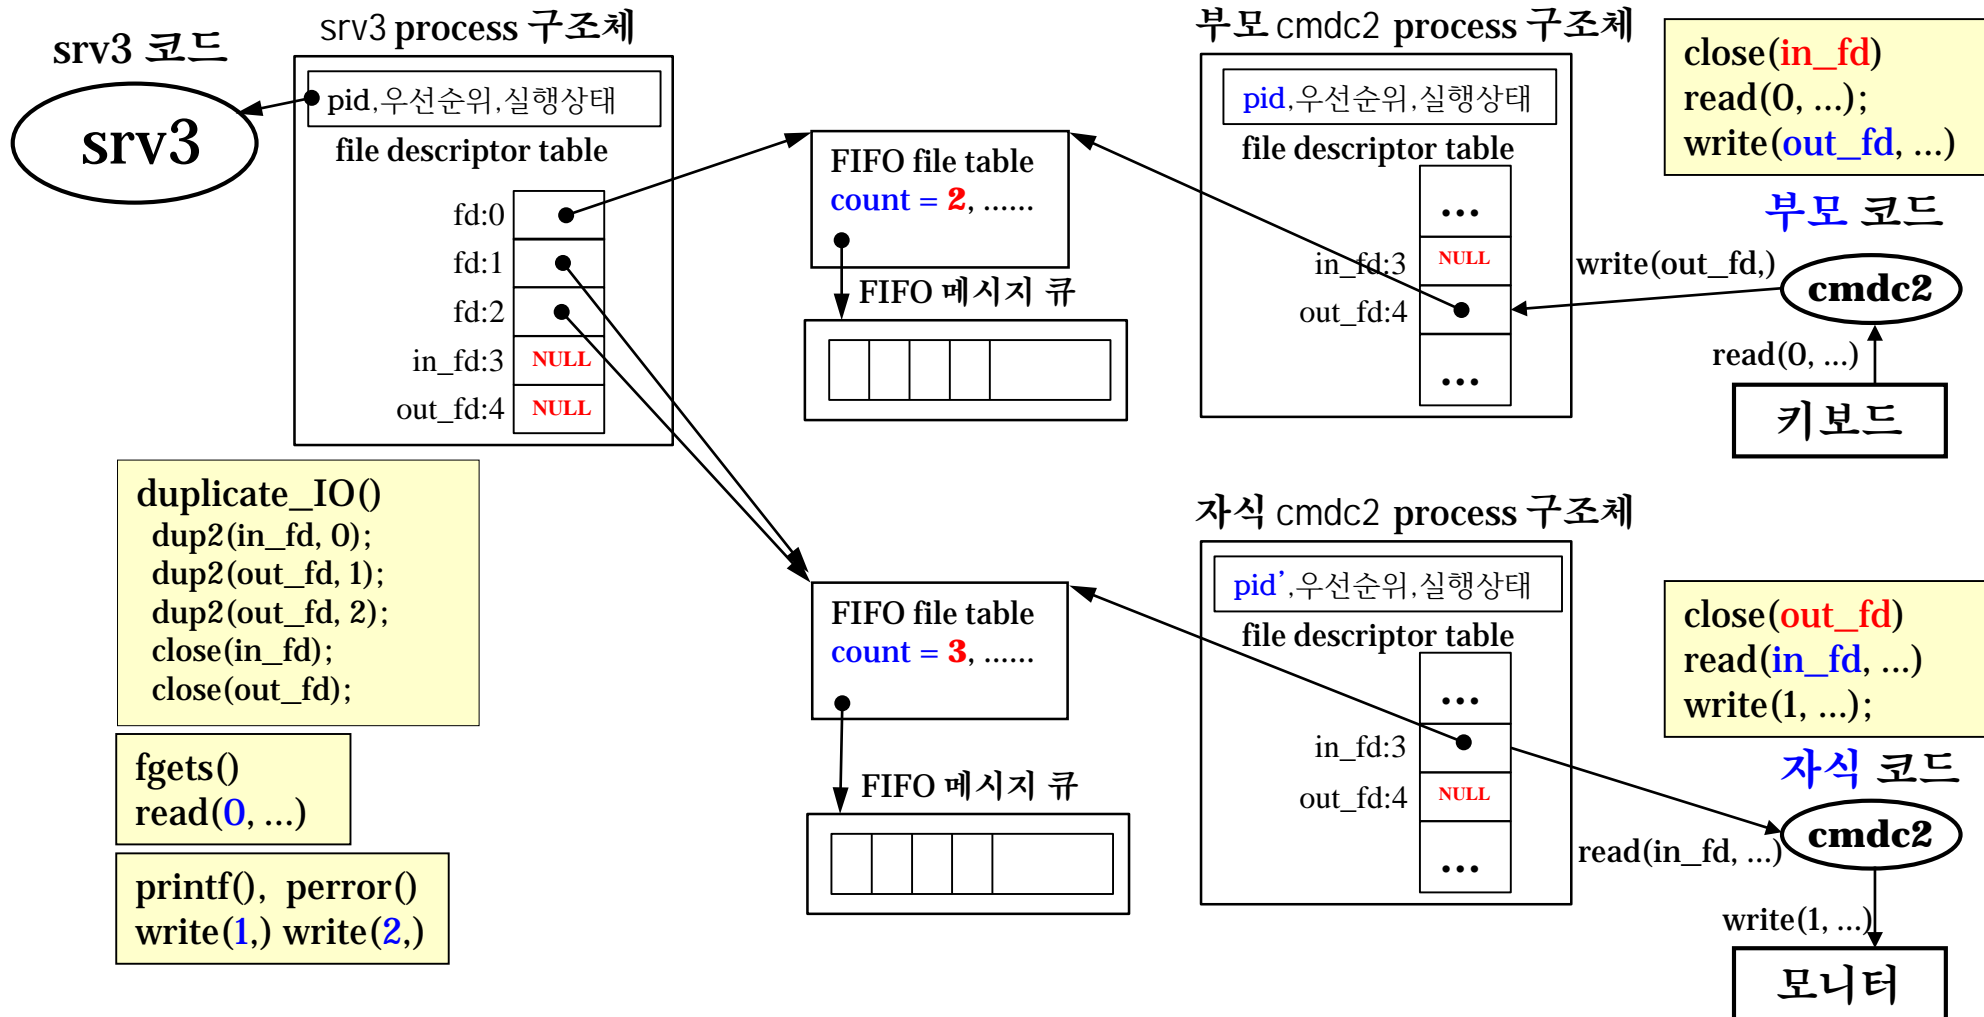 srv3 코드
srv3
srv3 process 구조체
pid,우선순위,실행상태
file descriptor table
fd:0
fd:1
fd:2
in_fd:3
NULL
out_fd:4
NULL
duplicate_IO()
dup2(in_fd, 0);
dup2(out_fd, 1);
dup2(out_fd, 2);
close(in_fd);
close(out_fd);
fgets()
read(0, ...)
printf(), perror()
write(1,) write(2,)
FIFO file table
count = 2, ......
FIFO 메시지 큐
FIFO file table
count = 3, ......
FIFO 메시지 큐
부모 cmdc2 process 구조체
pid,우선순위,실행상태
file descriptor table
...
in_fd:3
NULL
out_fd:4
...
close(in_fd)
read(0, ...);
write(out_fd, ...)
부모 코드
write(out_fd,)
cmdc2
read(0, ...)
키보드
자식 cmdc2 process 구조체
pid’,우선순위,실행상태
file descriptor table
...
in_fd:3
out_fd:4
NULL
...
close(out_fd)
read(in_fd, ...)
write(1, ...);
자식 코드
cmdc2
read(in_fd, ...)
write(1, ...)
모니터